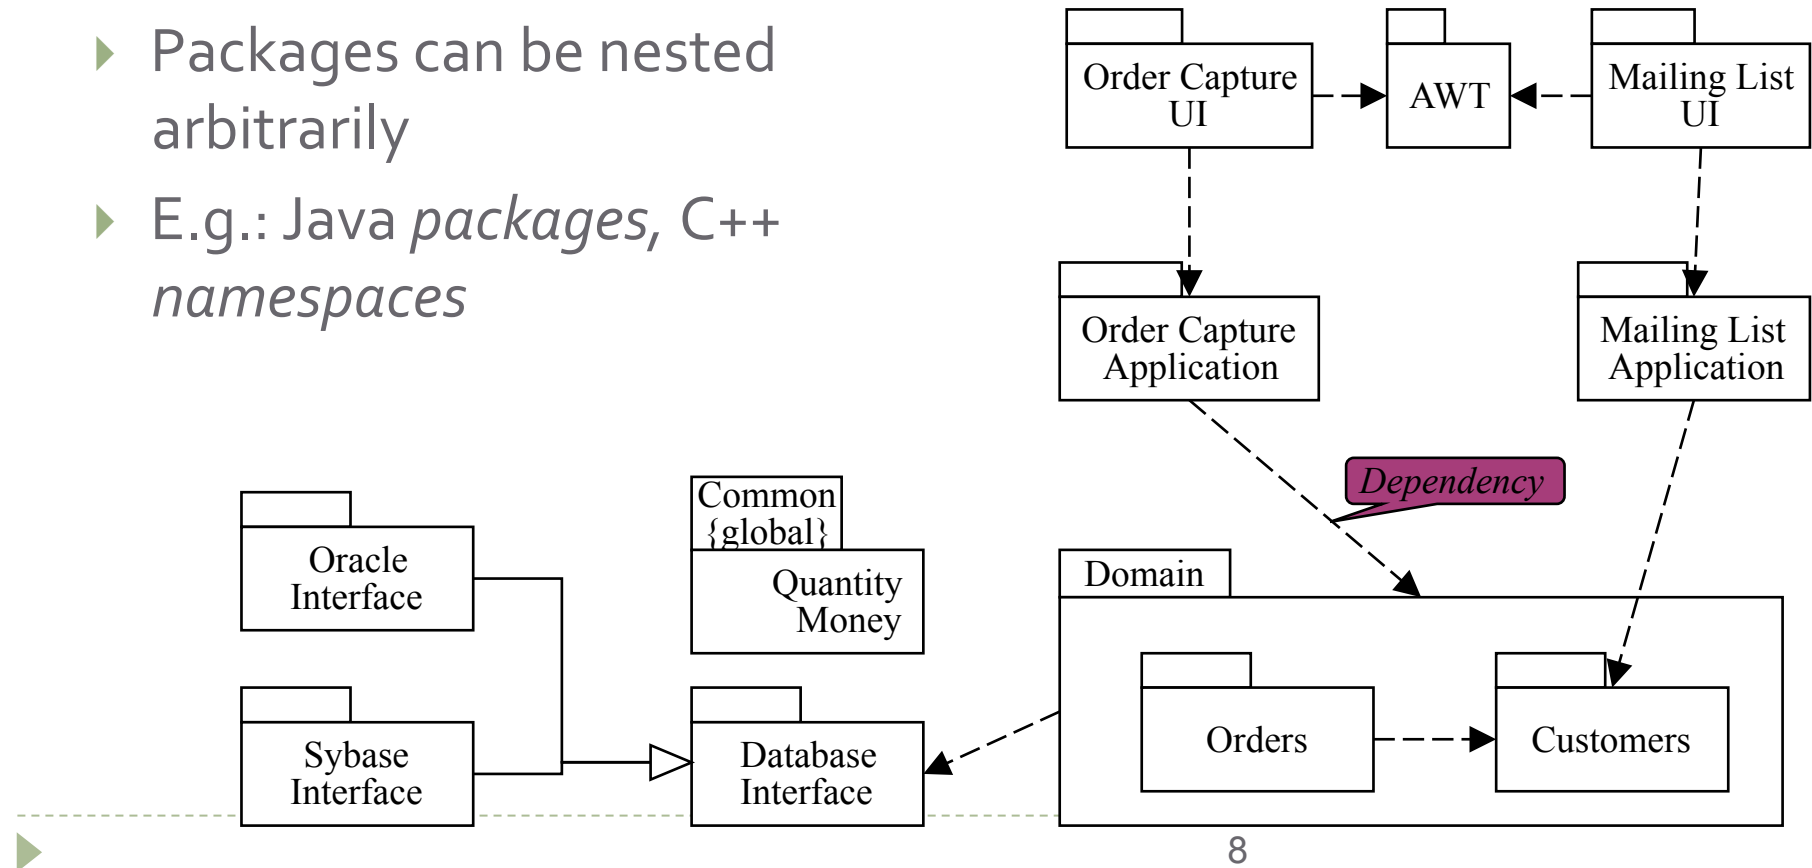 Packages can be nested
arbitrarily
E.g.: Java packages, C++
namespaces
Order Capture
UI
AWT
Mailing List
UI
Order Capture
Application
Mailing List
Application
Dependency
Common
{global}
Quantity
Money
Oracle
Interface
Domain
Sybase
Interface
Database
Interface
Orders
Customers
8